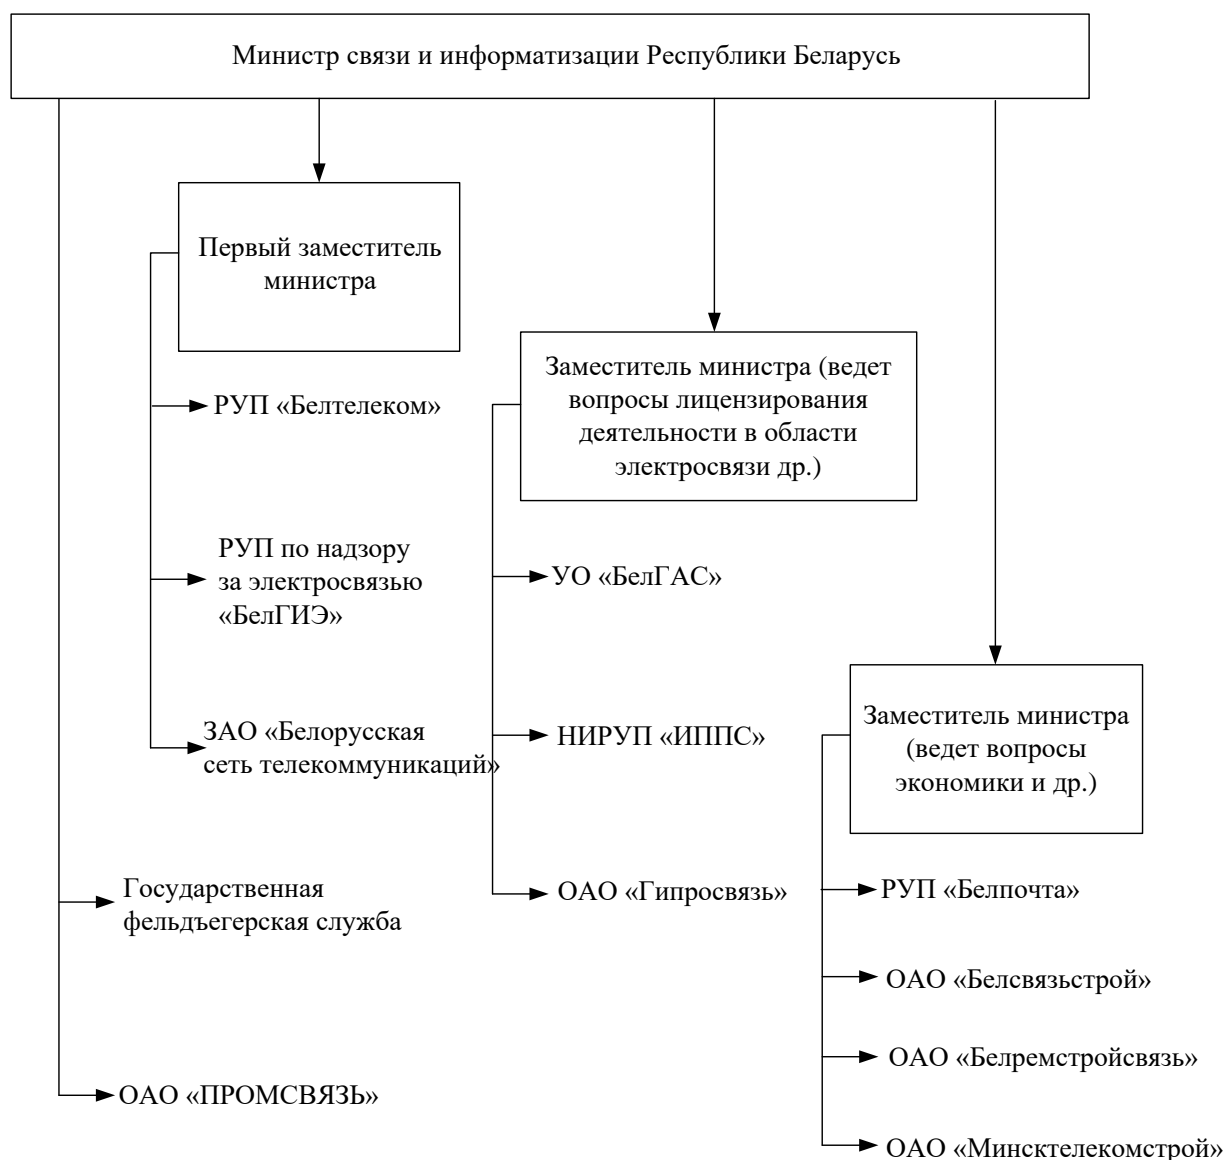 Министр связи и информатизации Республики Беларусь
Первый заместитель
министра
РУП «Белтелеком»
РУП по надзору
за электросвязью
«БелГИЭ»
ЗАО «Белорусская
сеть телекоммуникаций»
Заместитель министра (ведет
вопросы лицензирования
деятельности в области
электросвязи др.)
УО «БелГАС»
НИРУП «ИППС»
ОАО «Гипросвязь»
Заместитель министра
(ведет вопросы
экономики и др.)
РУП «Белпочта»
ОАО «Белсвязьстрой»
ОАО «Белремстройсвязь»
ОАО «Минсктелекомстрой»
Государственная
фельдъегерская служба
ОАО «ПРОМСВЯЗЬ»